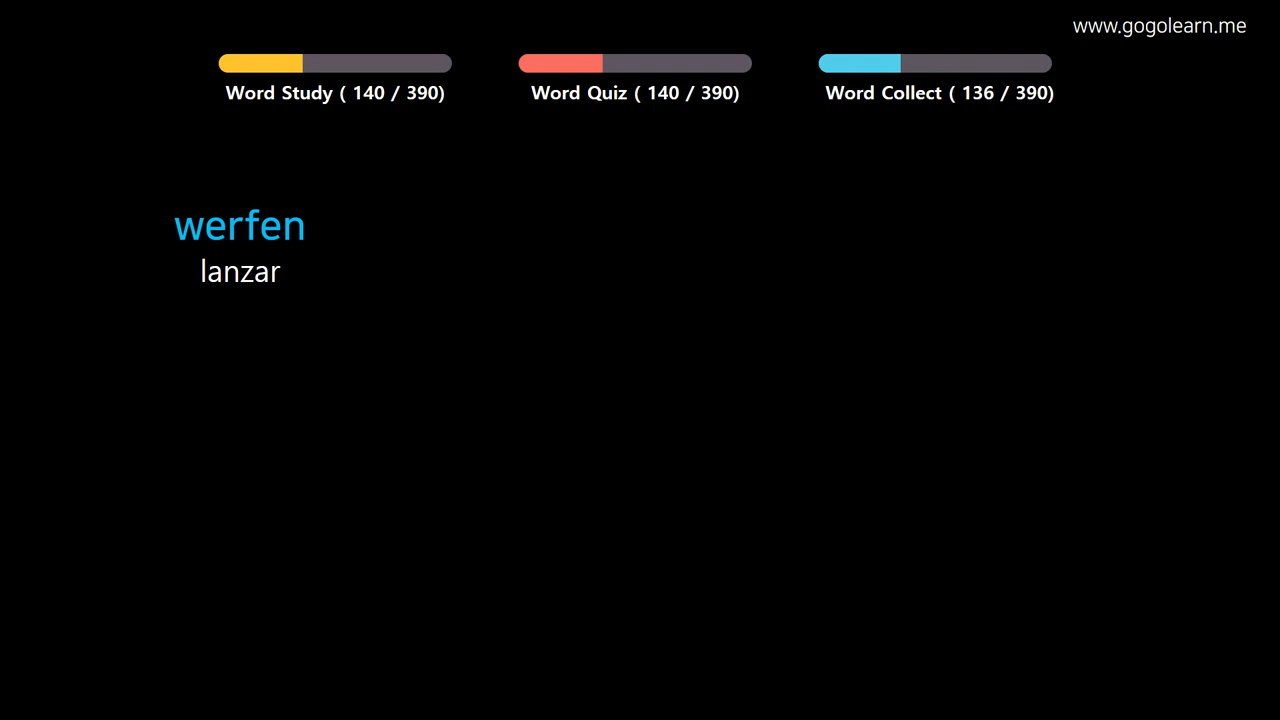 www.gogolearn.me
Word Study ( 140 / 390)
Word Quiz ( 140 / 390)
Word Collect ( 136 / 390)
werfen
lanzar